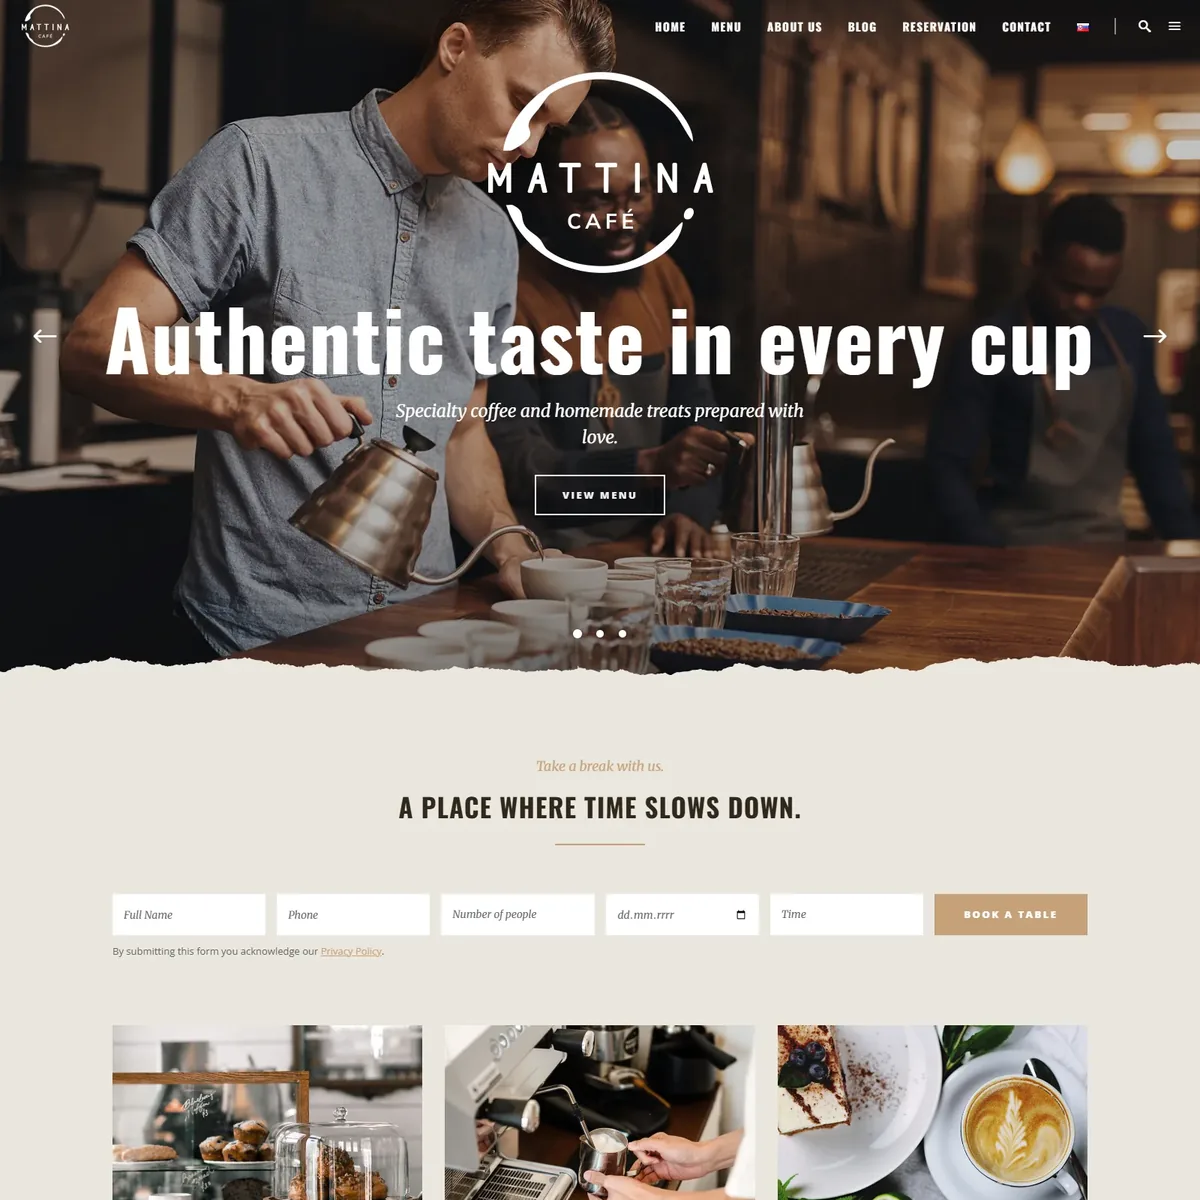 MATTINA
CAFÉ
HOME MENU ABOUT US BLOG RESERVATION CONTACT
MATTINA
CAFÉ
Authentic taste in every cup
Specialty coffee and homemade treats prepared with
love.
VIEW MENU
Take a break with us.
A PLACE WHERE TIME SLOWS DOWN.
Full Name Phone Number of people dd.mm.rrrr Time BOOK A TABLE
By submitting this form you acknowledge our Privacy Policy.